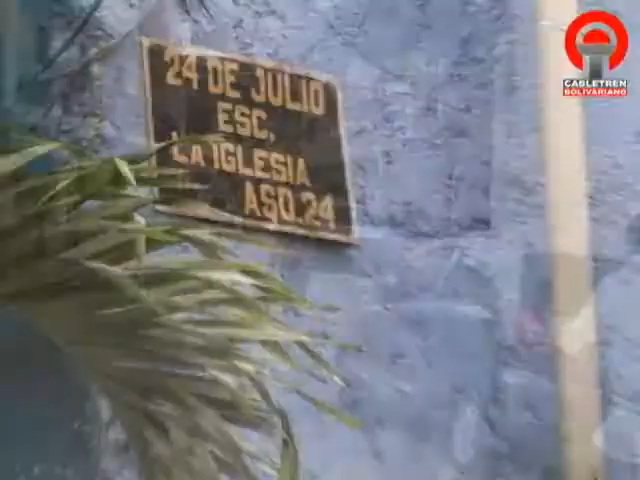 24 DE JULIO
ESC,
LA IGLESIA
ASO.24
CABLETREN
BOLIVARIANO